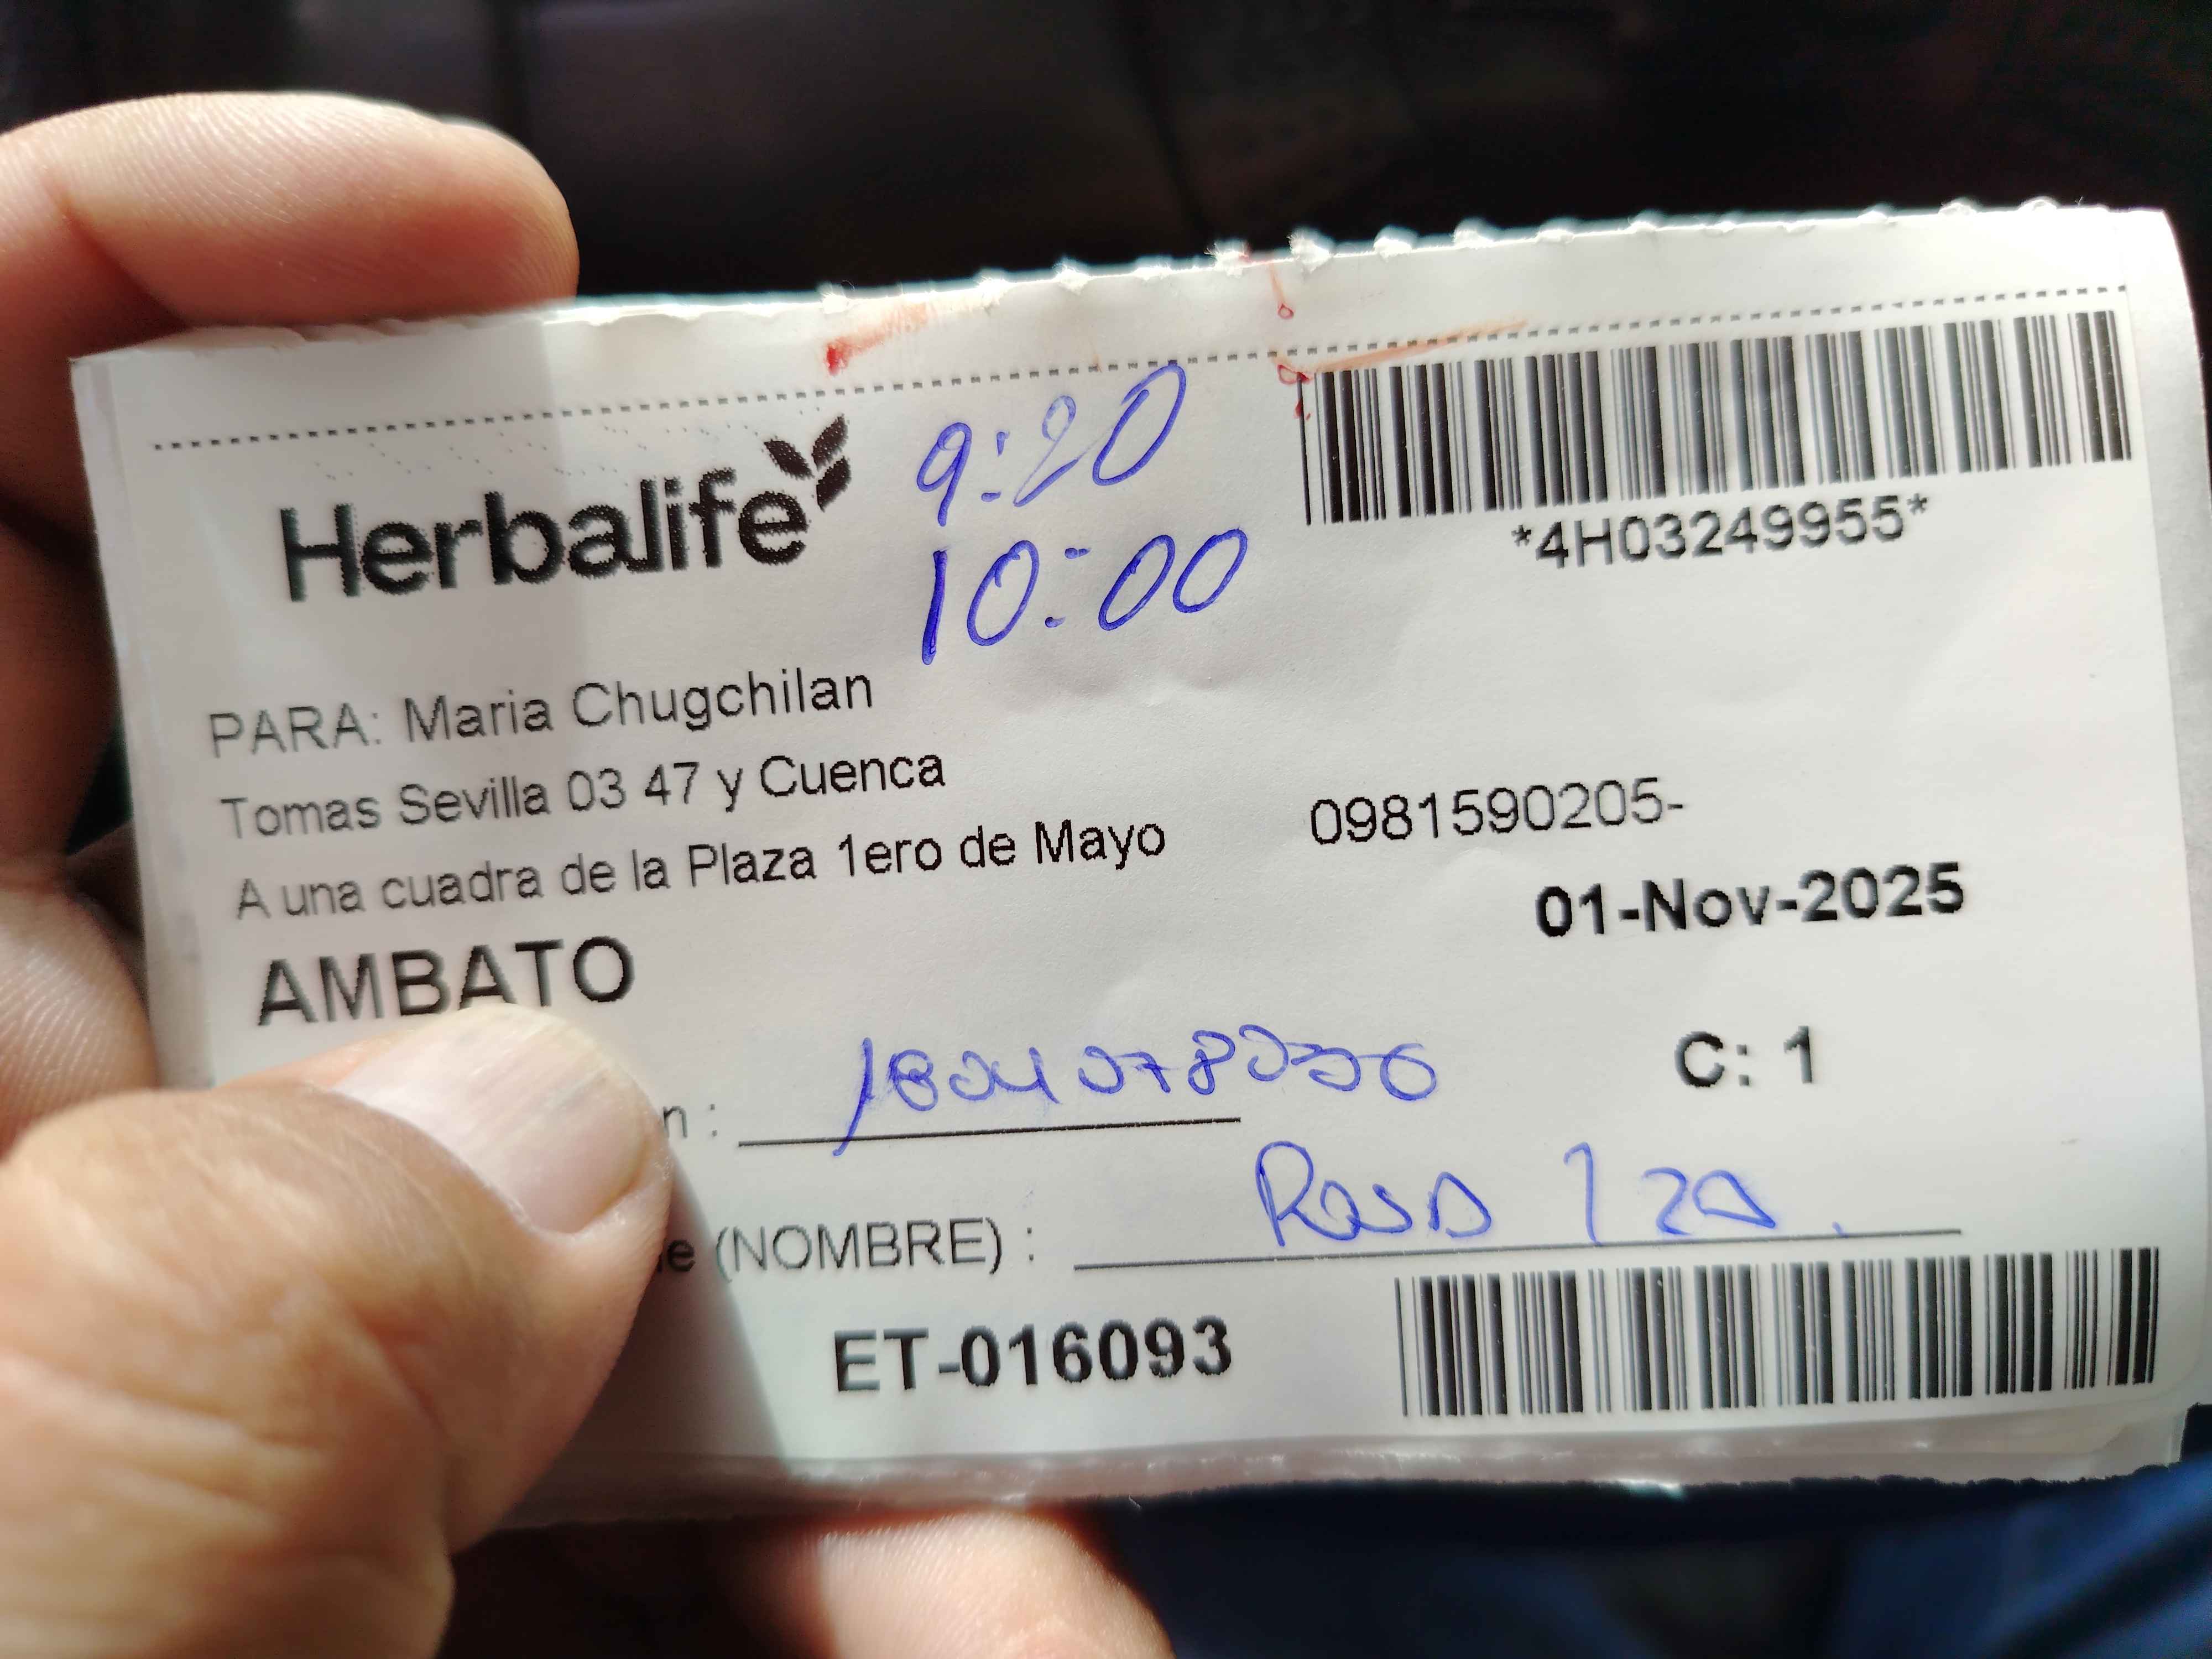 Herbalife
9:20
10:00
*4H03249955*
PARA: Maria Chugchilan
Tomas Sevilla 03 47 y Cuenca
0981590205-
A una cuadra de la Plaza 1ero de Mayo
01-Nov-2025
AMBATO
C: 1
n :
e (NOMBRE) : Rosa
ET-016093